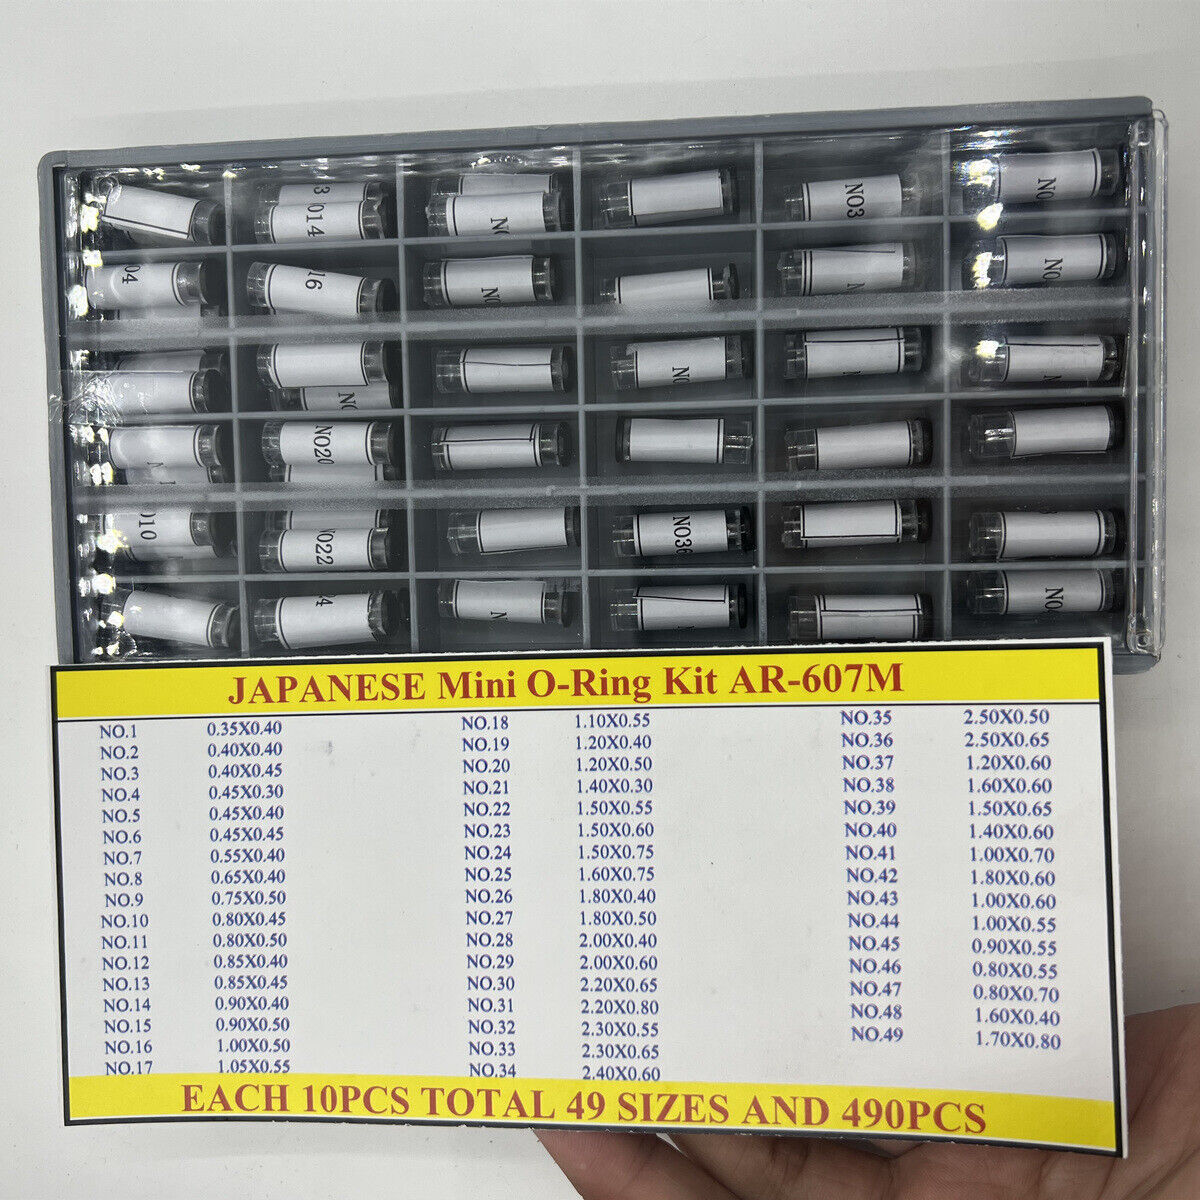 3
014
N
NO3
NO
04
016
NO
N
NO
NO
NO
N
N
NO20
010
NO22
NO36
4
N
NO
JAPANESE Mini O-Ring Kit AR-607M
NO.1 0.35X0.40
NO.2 0.40X0.40
NO.3 0.40X0.45
NO.4 0.45X0.30
NO.5 0.45X0.40
NO.6 0.45X0.45
NO.7 0.55X0.40
NO.8 0.65X0.40
NO.9 0.75X0.50
NO.10 0.80X0.45
NO.11 0.80X0.50
NO.12 0.85X0.40
NO.13 0.85X0.45
NO.14 0.90X0.40
NO.15 0.90X0.50
NO.16 1.00X0.50
NO.17 1.05X0.55
NO.18 1.10X0.55
NO.19 1.20X0.40
NO.20 1.20X0.50
NO.21 1.40X0.30
NO.22 1.50X0.55
NO.23 1.50X0.60
NO.24 1.50X0.75
NO.25 1.60X0.75
NO.26 1.80X0.40
NO.27 1.80X0.50
NO.28 2.00X0.40
NO.29 2.00X0.60
NO.30 2.20X0.65
NO.31 2.20X0.80
NO.32 2.30X0.55
NO.33 2.30X0.65
NO.34 2.40X0.60
NO.35 2.50X0.50
NO.36 2.50X0.65
NO.37 1.20X0.60
NO.38 1.60X0.60
NO.39 1.50X0.65
NO.40 1.40X0.60
NO.41 1.00X0.70
NO.42 1.80X0.60
NO.43 1.00X0.60
NO.44 1.00X0.55
NO.45 0.90X0.55
NO.46 0.80X0.55
NO.47 0.80X0.70
NO.48 1.60X0.40
NO.49 1.70X0.80
EACH 10PCS TOTAL 49 SIZES AND 490PCS